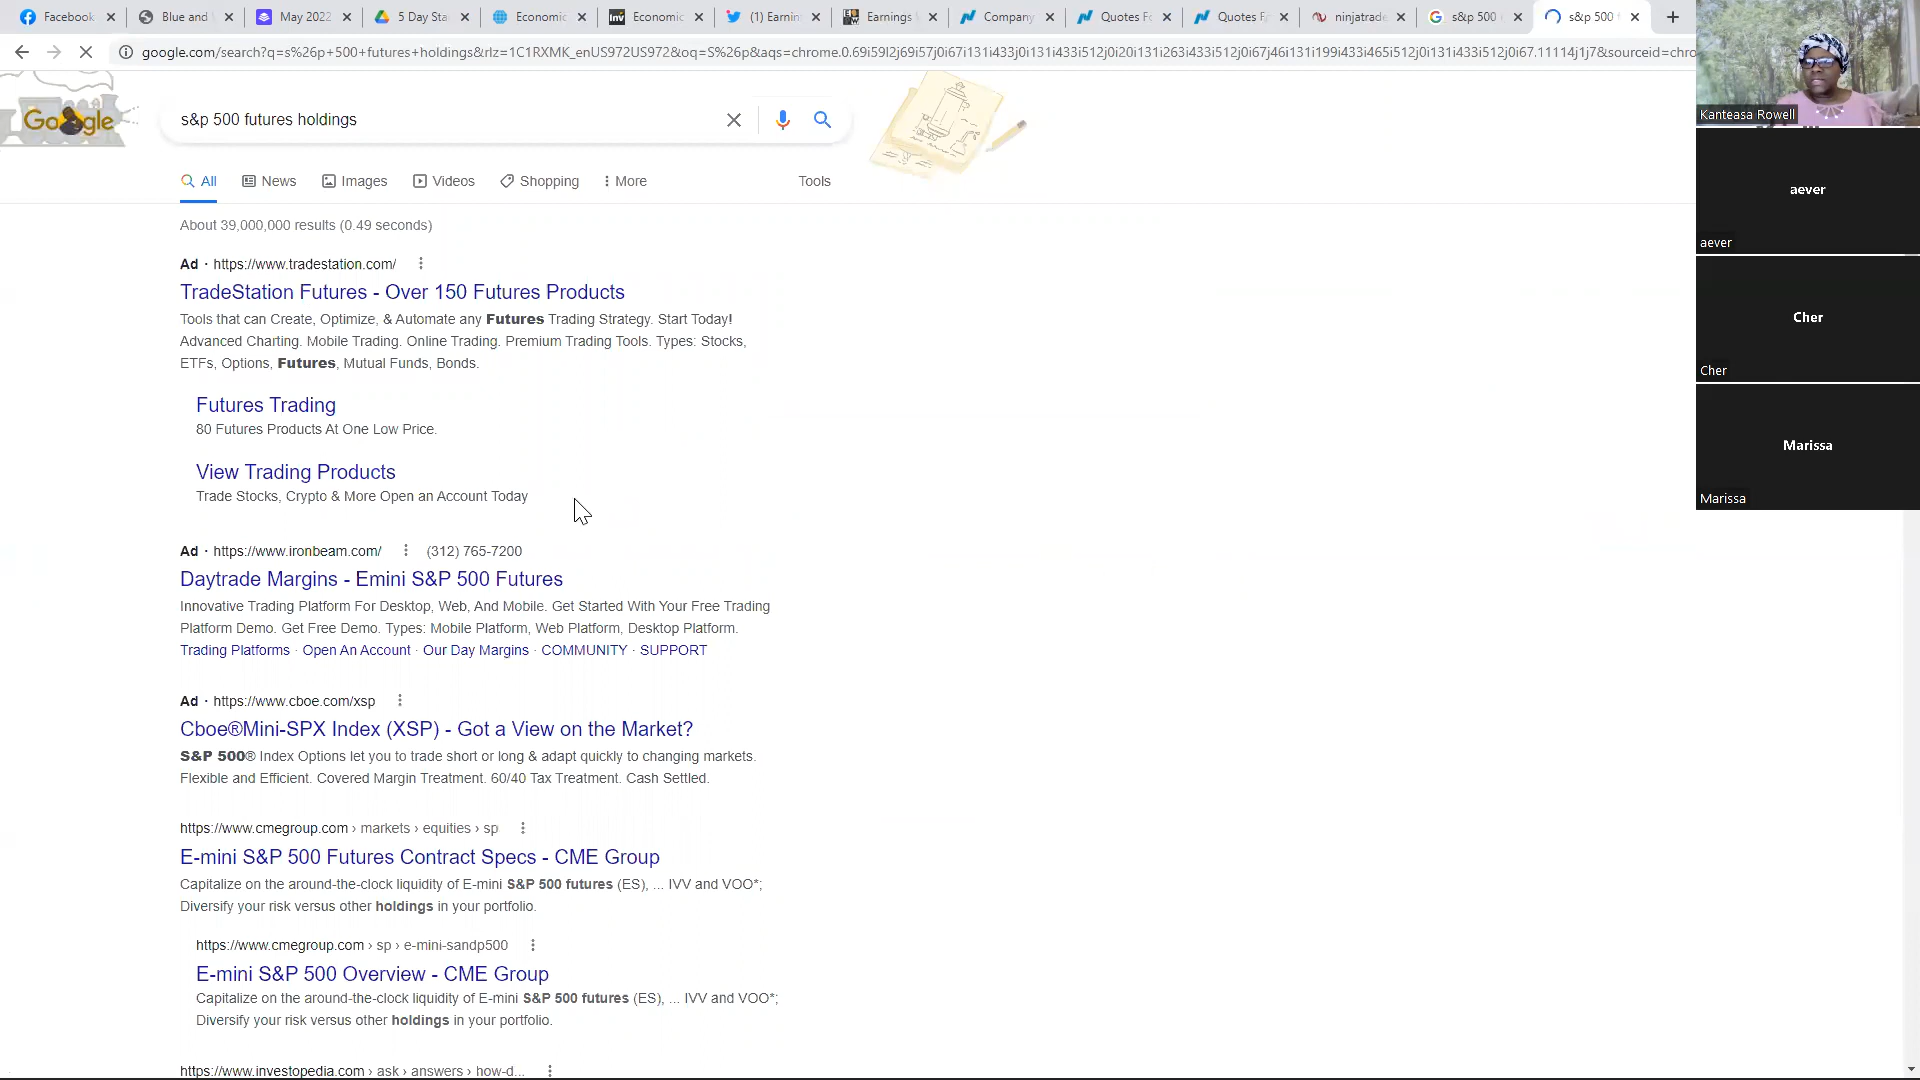 Facebook
Blue and
May 2022
5 Day Sta
Economic
Economic
(1) Earnin
Earnings
Company
Quotes Fo
Quotes F
ninjatrade
s&p 500
s&p 500 f
google.com/search?q=s%26p+500+futures+holdings&rlz=1C1RXMK_enUS972US972&oq=S%26p&aqs=chrome.0.69i59l2j69i57j0i67i131i433j0i131i433i512j0i20i131i263i433i512j0i67j46i131i199i433i465i512j0i131i433i512j0i67.11114j1j7&sourceid=chro
Google
s&p 500 futures holdings
All
News
Images
Videos
Shopping
More
Tools
About 39,000,000 results (0.49 seconds)
Ad · https://www.tradestation.com/
TradeStation Futures - Over 150 Futures Products
Tools that can Create, Optimize, & Automate any Futures Trading Strategy. Start Today!
Advanced Charting. Mobile Trading. Online Trading. Premium Trading Tools. Types: Stocks,
ETFs, Options, Futures, Mutual Funds, Bonds.
Futures Trading
80 Futures Products At One Low Price.
View Trading Products
Trade Stocks, Crypto & More Open an Account Today
Ad · https://www.ironbeam.com/ (312) 765-7200
Daytrade Margins - Emini S&P 500 Futures
Innovative Trading Platform For Desktop, Web, And Mobile. Get Started With Your Free Trading
Platform Demo. Get Free Demo. Types: Mobile Platform, Web Platform, Desktop Platform.
Trading Platforms · Open An Account · Our Day Margins · COMMUNITY · SUPPORT
Ad · https://www.cboe.com/xsp
Cboe®Mini-SPX Index (XSP) - Got a View on the Market?
S&P 500® Index Options let you to trade short or long & adapt quickly to changing markets.
Flexible and Efficient. Covered Margin Treatment. 60/40 Tax Treatment. Cash Settled.
https://www.cmegroup.com › markets › equities › sp
E-mini S&P 500 Futures Contract Specs - CME Group
Capitalize on the around-the-clock liquidity of E-mini S&P 500 futures (ES), ... IVV and VOO*;
Diversify your risk versus other holdings in your portfolio.
https://www.cmegroup.com › sp › e-mini-sandp500
E-mini S&P 500 Overview - CME Group
Capitalize on the around-the-clock liquidity of E-mini S&P 500 futures (ES), ... IVV and VOO*;
Diversify your risk versus other holdings in your portfolio.
https://www.investopedia.com › ask › answers › how-d...
Kanteasa Rowell
aever
aever
Cher
Cher
Marissa
Marissa